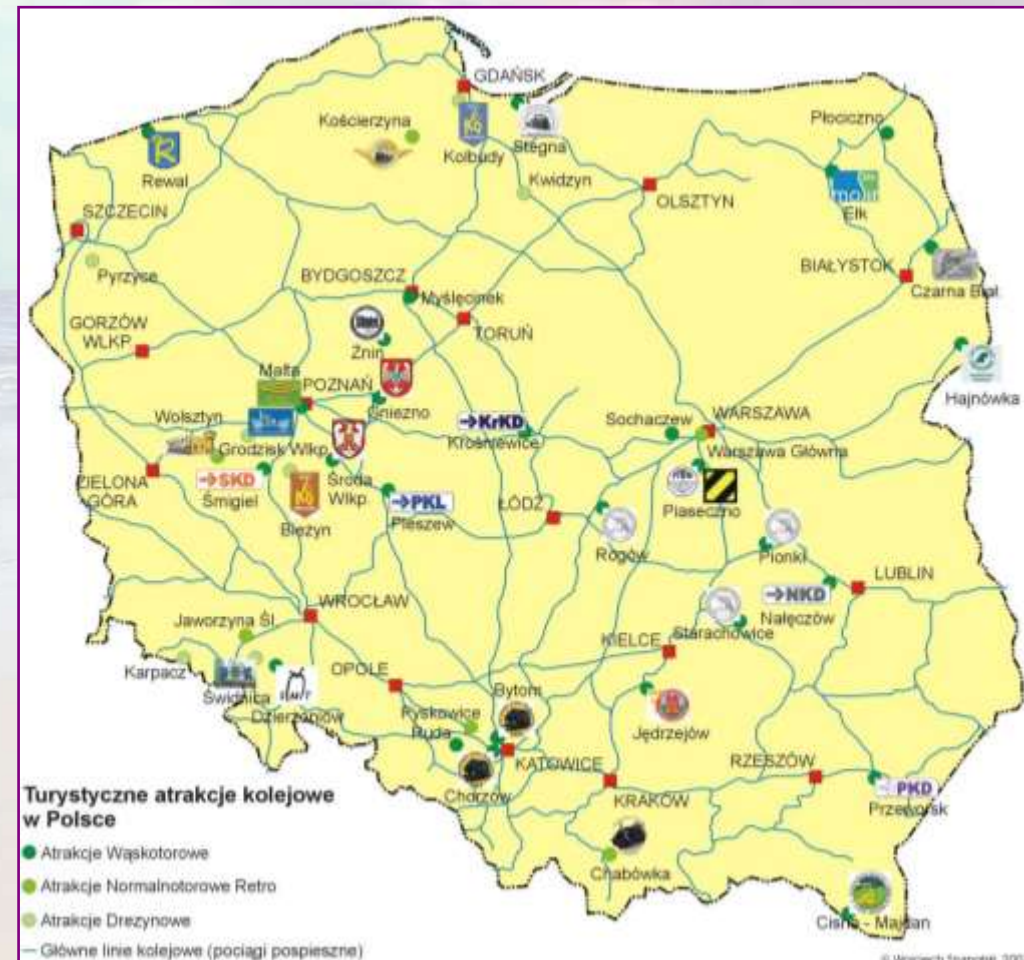 GDAŃSK
Kościerzyna
Kolbudy
Stegna
Płociczno
Rewal
Kwidzyn
OLSZTYN
Ełk
SZCZECIN
Pyrzyce
BYDGOSZCZ
Myślęcinek
BIAŁYSTOK
Czarna Biał.
GORZÓW
WLKP
Żnin
TORUŃ
Malta
POZNAŃ
Gniezno
Hajnówka
Wolsztyn
Grodzisk Wlkp.
KrKD
Krośniewice
Sochaczew
WARSZAWA
Warszawa Główna
ZIELONA
GÓRA
SKD
Śmigiel
Bieżyn
Środa
Wlkp.
PKL
Pleszew
ŁÓDŹ
Rogów
Piaseczno
Pionki
LUBLIN
NKD
Nałęczów
WROCŁAW
Jaworzyna Śl.
KIELCE
Starachowice
Karpacz
Świdnica
Dzierżoniów
OPOLE
Bytom
Pyskowice
Ruda
Jędrzejów
KATOWICE
Chorzów
KRAKÓW
RZESZÓW
PKD
Przeworsk
Chabówka
Cisna - Majdan
Turystyczne atrakcje kolejowe
w Polsce
Atrakcje Wąskotorowe
Atrakcje Normalnotorowe Retro
Atrakcje Drezynowe
Główne linie kolejowe (pociągi pospieszne)
© Wojciech